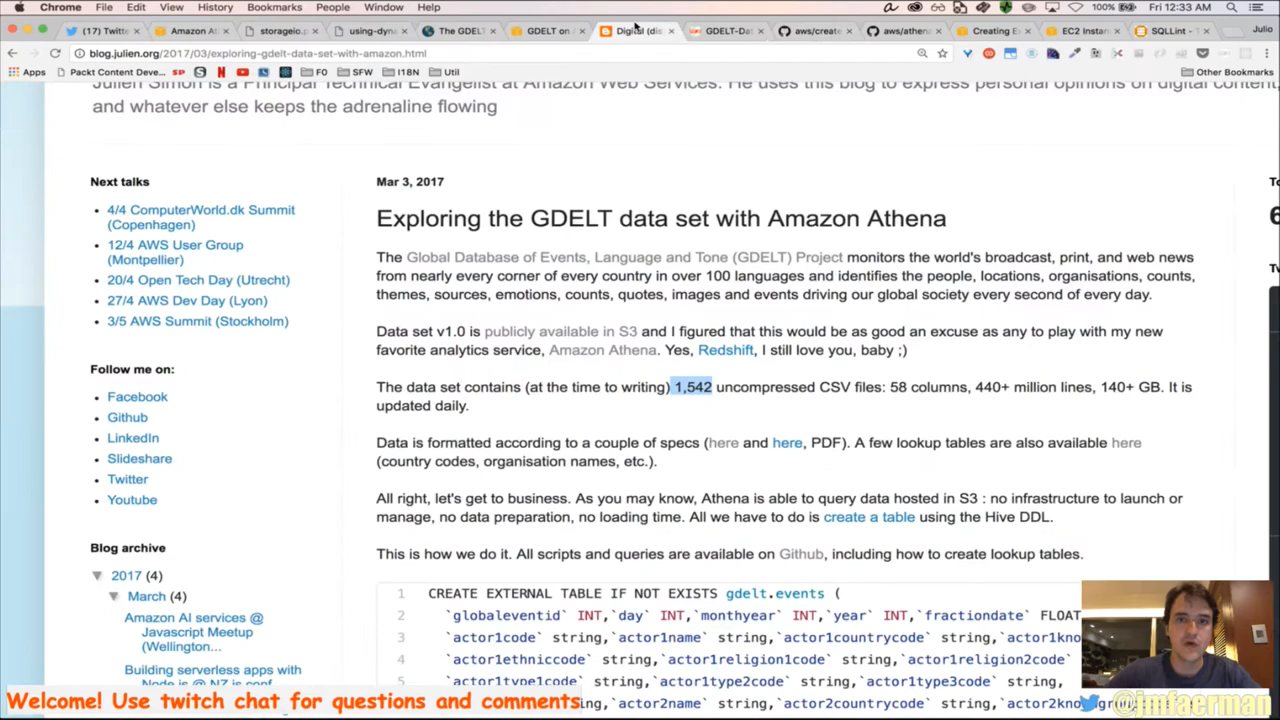 Chrome File Edit View History Bookmarks People Window Help 100% Fri 12:33 AM
(17) Twitte Amazon At storageio.p using-dyna The GDELT GDELT on Digital (dis GDELT-Dat aws/create aws/athena Creating Ex EC2 Instan SQLLint - T Julio
blog.julien.org/2017/03/exploring-gdelt-data-set-with-amazon.html
Apps Packt Content Deve... SP S N F0 SFW I18N Util Other Bookmarks
Julien Simon is a Principal Technical Evangelist at Amazon Web Services. He uses this blog to express personal opinions on digital content,
and whatever else keeps the adrenaline flowing
Next talks
4/4 ComputerWorld.dk Summit
(Copenhagen)
12/4 AWS User Group
(Montpellier)
20/4 Open Tech Day (Utrecht)
27/4 AWS Dev Day (Lyon)
3/5 AWS Summit (Stockholm)
Follow me on:
Facebook
Github
LinkedIn
Slideshare
Twitter
Youtube
Blog archive
2017 (4)
March (4)
Amazon AI services @
Javascript Meetup
(Wellington...
Building serverless apps with
Node.js @ NZ.js conf
Mar 3, 2017
Exploring the GDELT data set with Amazon Athena
The Global Database of Events, Language and Tone (GDELT) Project monitors the world's broadcast, print, and web news
from nearly every corner of every country in over 100 languages and identifies the people, locations, organisations, counts,
themes, sources, emotions, counts, quotes, images and events driving our global society every second of every day.
Data set v1.0 is publicly available in S3 and I figured that this would be as good an excuse as any to play with my new
favorite analytics service, Amazon Athena. Yes, Redshift, I still love you, baby ;)
The data set contains (at the time to writing) 1,542 uncompressed CSV files: 58 columns, 440+ million lines, 140+ GB. It is
updated daily.
Data is formatted according to a couple of specs (here and here, PDF). A few lookup tables are also available here
(country codes, organisation names, etc.).
All right, let's get to business. As you may know, Athena is able to query data hosted in S3 : no infrastructure to launch or
manage, no data preparation, no loading time. All we have to do is create a table using the Hive DDL.
This is how we do it. All scripts and queries are available on Github, including how to create lookup tables.
1 CREATE EXTERNAL TABLE IF NOT EXISTS gdelt.events (
2 `globaleventid` INT,`day` INT,`monthyear` INT,`year` INT,`fractiondate` FLOAT
3 `actor1code` string,`actor1name` string,`actor1countrycode` string,`actor1kno
4 `actor1ethniccode` string,`actor1religion1code` string,`actor1religion2code`
5 `actor1type1code` string,`actor1type2code` string,`actor1type3code` string,
`actor2code` string,`actor2name` string,`actor2countrycode` string,
Welcome! Use twitch chat for questions and comments
@jmfaerman